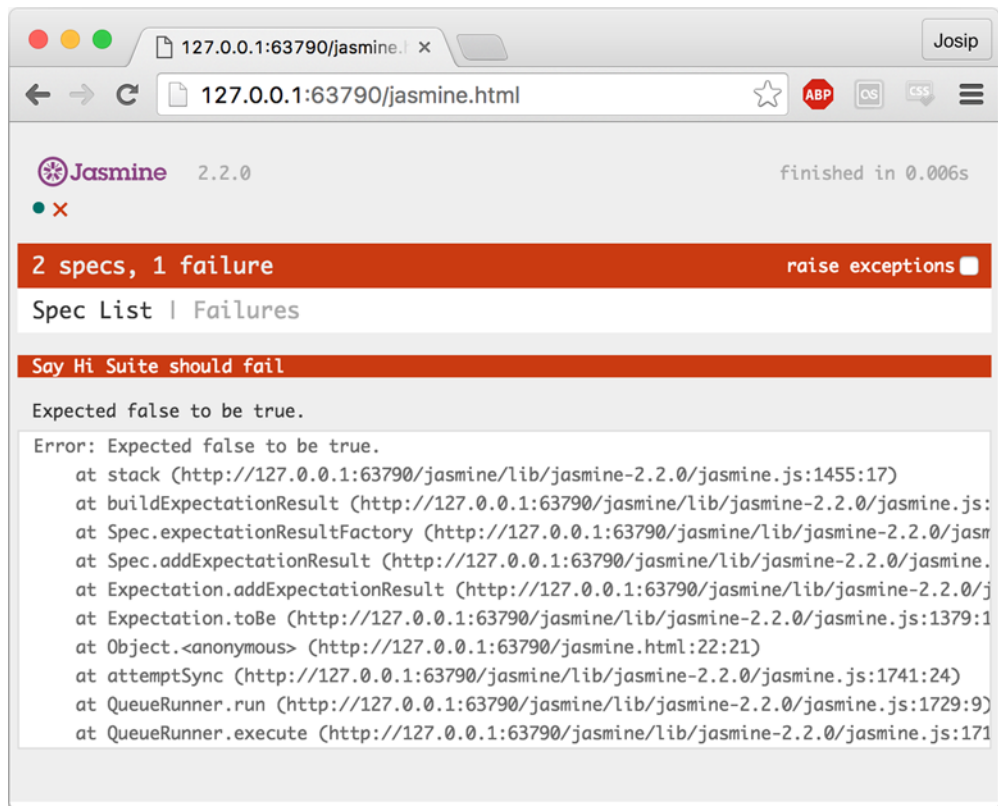 127.0.0.1:63790/jasmine.h
Josip
127.0.0.1:63790/jasmine.html
ABP
OS
CSS
Jasmine 2.2.0 finished in 0.006s
2 specs, 1 failure raise exceptions
Spec List | Failures
Say Hi Suite should fail
Expected false to be true.
Error: Expected false to be true.
at stack (http://127.0.0.1:63790/jasmine/lib/jasmine-2.2.0/jasmine.js:1455:17)
at buildExpectationResult (http://127.0.0.1:63790/jasmine/lib/jasmine-2.2.0/jasmine.js:
at Spec.expectationResultFactory (http://127.0.0.1:63790/jasmine/lib/jasmine-2.2.0/jasm
at Spec.addExpectationResult (http://127.0.0.1:63790/jasmine/lib/jasmine-2.2.0/jasmine.
at Expectation.addExpectationResult (http://127.0.0.1:63790/jasmine/lib/jasmine-2.2.0/j
at Expectation.toBe (http://127.0.0.1:63790/jasmine/lib/jasmine-2.2.0/jasmine.js:1379:1
at Object.<anonymous> (http://127.0.0.1:63790/jasmine.html:22:21)
at attemptSync (http://127.0.0.1:63790/jasmine/lib/jasmine-2.2.0/jasmine.js:1741:24)
at QueueRunner.run (http://127.0.0.1:63790/jasmine/lib/jasmine-2.2.0/jasmine.js:1729:9)
at QueueRunner.execute (http://127.0.0.1:63790/jasmine/lib/jasmine-2.2.0/jasmine.js:171